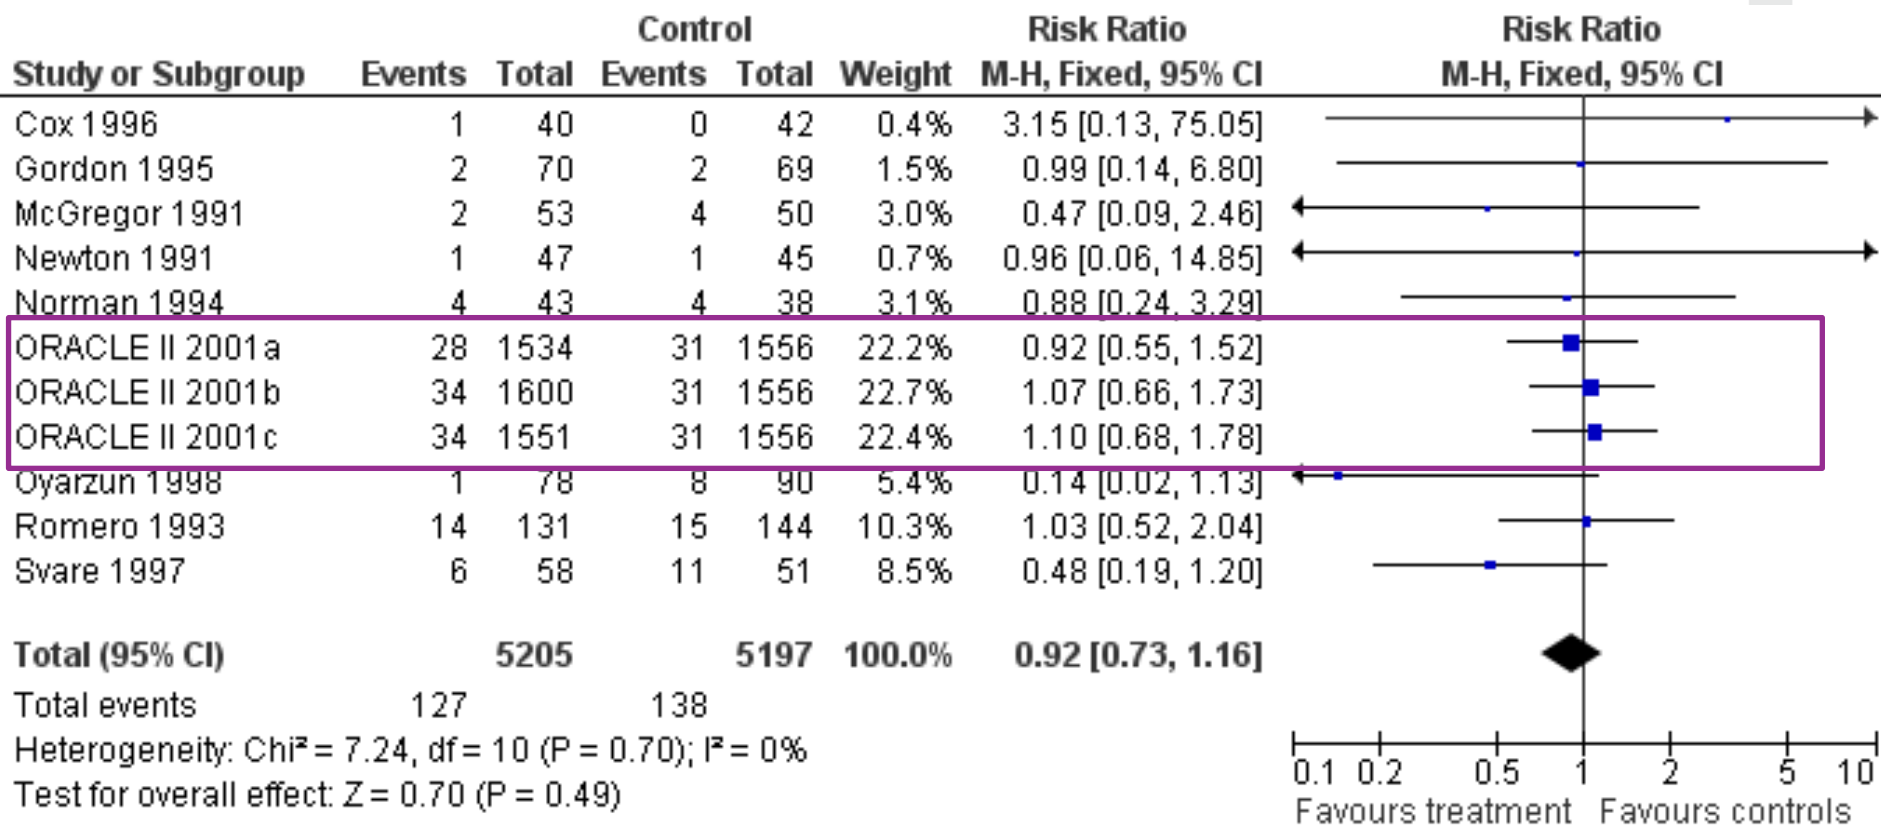 Control Risk Ratio Risk Ratio
Study or Subgroup Events Total Events Total Weight M-H, Fixed, 95% CI M-H, Fixed, 95% CI
Cox 1996 1 40 0 42 0.4% 3.15 [0.13, 75.05]
Gordon 1995 2 70 2 69 1.5% 0.99 [0.14, 6.80]
McGregor 1991 2 53 4 50 3.0% 0.47 [0.09, 2.46]
Newton 1991 1 47 1 45 0.7% 0.96 [0.06, 14.85]
Norman 1994 4 43 4 38 3.1% 0.88 [0.24, 3.29]
ORACLE II 2001a 28 1534 31 1556 22.2% 0.92 [0.55, 1.52]
ORACLE II 2001b 34 1600 31 1556 22.7% 1.07 [0.66, 1.73]
ORACLE II 2001c 34 1551 31 1556 22.4% 1.10 [0.68, 1.78]
Oyarzun 1998 1 78 8 90 5.4% 0.14 [0.02, 1.13]
Romero 1993 14 131 15 144 10.3% 1.03 [0.52, 2.04]
Svare 1997 6 58 11 51 8.5% 0.48 [0.19, 1.20]
Total (95% CI) 5205 5197 100.0% 0.92 [0.73, 1.16]
Total events 127 138
Heterogeneity: Chi² = 7.24, df = 10 (P = 0.70); I² = 0%
Test for overall effect: Z = 0.70 (P = 0.49)
0.1 0.2 0.5 1 2 5 10
Favours treatment Favours controls